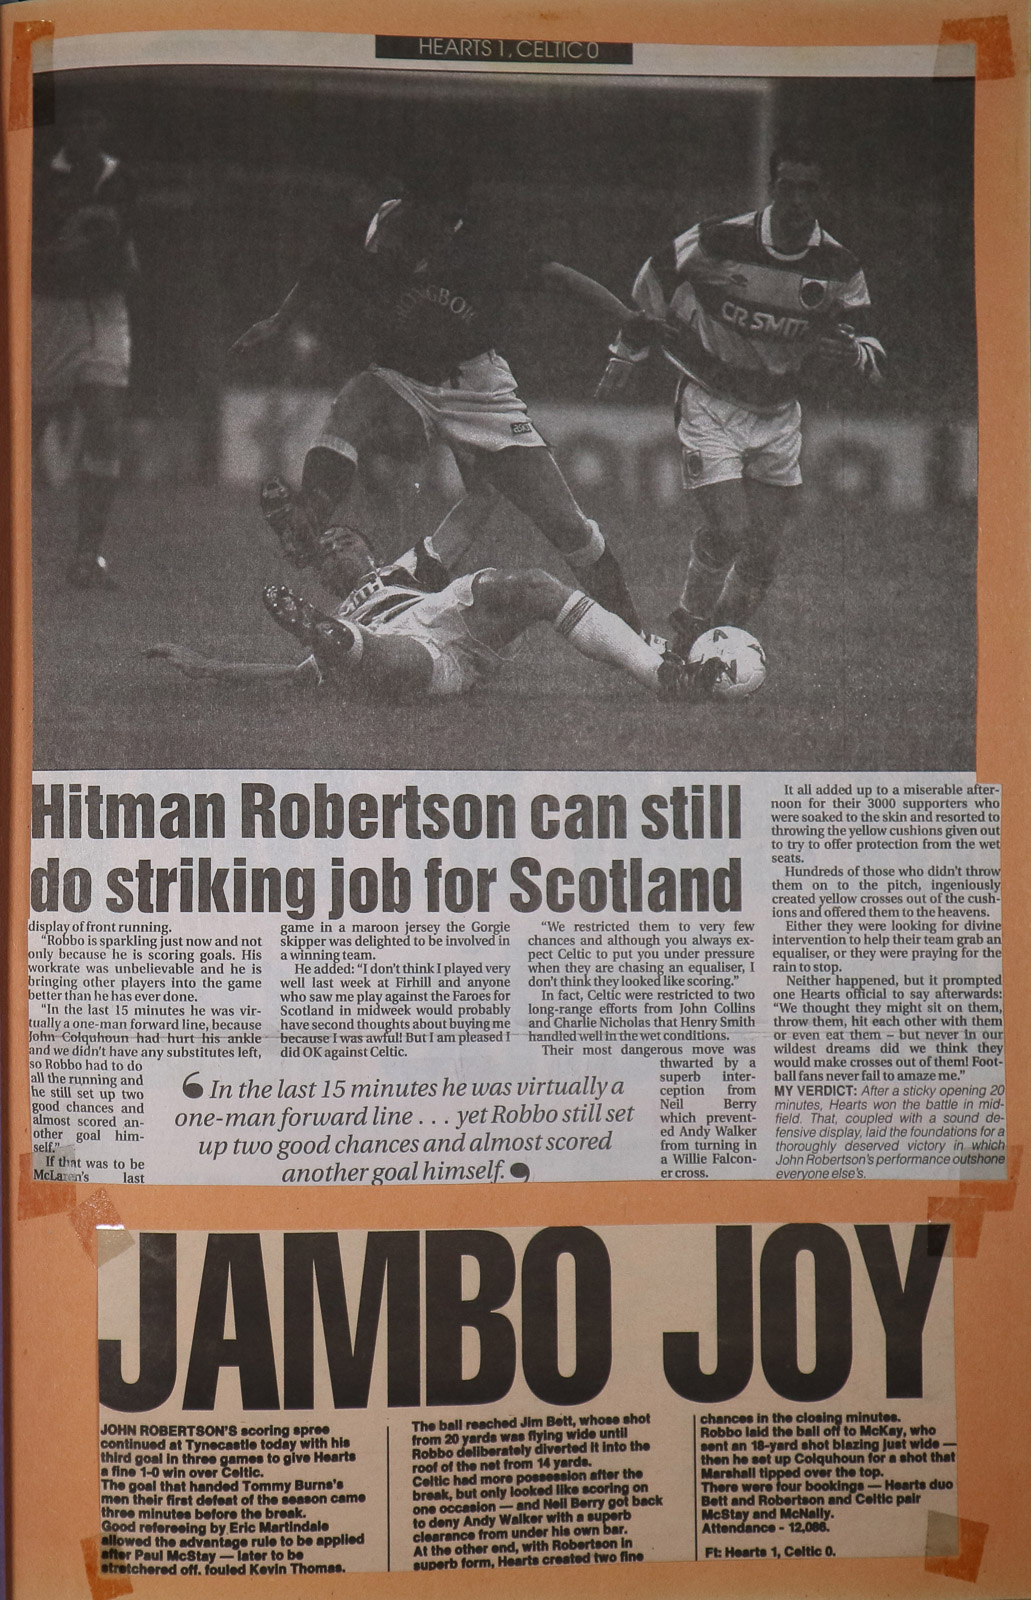 HEARTS 1, CELTIC 0
CR SMITH
Hitman Robertson can still
do striking job for Scotland
display of front running.
“Robbo is sparkling just now and not
only because he is scoring goals. His
workrate was unbelievable and he is
bringing other players into the game
better than he has ever done.
“In the last 15 minutes he was vir-
tually a one-man forward line, because
John Colquhoun had hurt his ankle
and we didn't have any substitutes left,
so Robbo had to do
all the running and
he still set up two
good chances and
almost scored an-
other goal him-
self.”
If that was to be
McLaren's last
game in a maroon jersey the Gorgie
skipper was delighted to be involved in
a winning team.
He added: “I don't think I played very
well last week at Firhill and anyone
who saw me play against the Faroes for
Scotland in midweek would probably
have second thoughts about buying me
because I was awful! But I am pleased I
did OK against Celtic.
‘In the last 15 minutes he was virtually a
one-man forward line . . . yet Robbo still set
up two good chances and almost scored
another goal himself.’
“We restricted them to very few
chances and although you always ex-
pect Celtic to put you under pressure
when they are chasing an equaliser, I
don't think they looked like scoring.”
In fact, Celtic were restricted to two
long-range efforts from John Collins
and Charlie Nicholas that Henry Smith
handled well in the wet conditions.
Their most dangerous move was
thwarted by a
superb inter-
ception from
Neil Berry
which prevent-
ed Andy Walker
from turning in
a Willie Falcon-
er cross.
It all added up to a miserable after-
noon for their 3000 supporters who
were soaked to the skin and resorted to
throwing the yellow cushions given out
to try to offer protection from the wet
seats.
Hundreds of those who didn't throw
them on to the pitch, ingeniously
created yellow crosses out of the cush-
ions and offered them to the heavens.
Either they were looking for divine
intervention to help their team grab an
equaliser, or they were praying for the
rain to stop.
Neither happened, but it prompted
one Hearts official to say afterwards:
“We thought they might sit on them,
throw them, hit each other with them
or even eat them – but never in our
wildest dreams did we think they
would make crosses out of them! Foot-
ball fans never fail to amaze me.”
MY VERDICT: After a sticky opening 20
minutes, Hearts won the battle in mid-
field. That, coupled with a sound de-
fensive display, laid the foundations for a
thoroughly deserved victory in which
John Robertson's performance outshone
everyone else's.
JAMBO JOY
JOHN ROBERTSON'S scoring spree
continued at Tynecastle today with his
third goal in three games to give Hearts
a fine 1-0 win over Celtic.
The goal that handed Tommy Burns's
men their first defeat of the season came
three minutes before the break.
Good refereeing by Eric Martindale
allowed the advantage rule to be applied
after Paul McStay — later to be
stretchered off, fouled Kevin Thomas.
The ball reached Jim Bett, whose shot
from 20 yards was flying wide until
Robbo deliberately diverted it into the
roof of the net from 14 yards.
Celtic had more possession after the
break, but only looked like scoring on
one occasion — and Neil Berry got back
to deny Andy Walker with a superb
clearance from under his own bar.
At the other end, with Robertson in
superb form, Hearts created two fine
chances in the closing minutes.
Robbo laid the ball off to McKay, who
sent an 18-yard shot blazing just wide —
then he set up Colquhoun for a shot that
Marshall tipped over the top.
There were four bookings — Hearts duo
Bett and Robertson and Celtic pair
McStay and McNally.
Attendance - 12,086.
Ft: Hearts 1, Celtic 0.